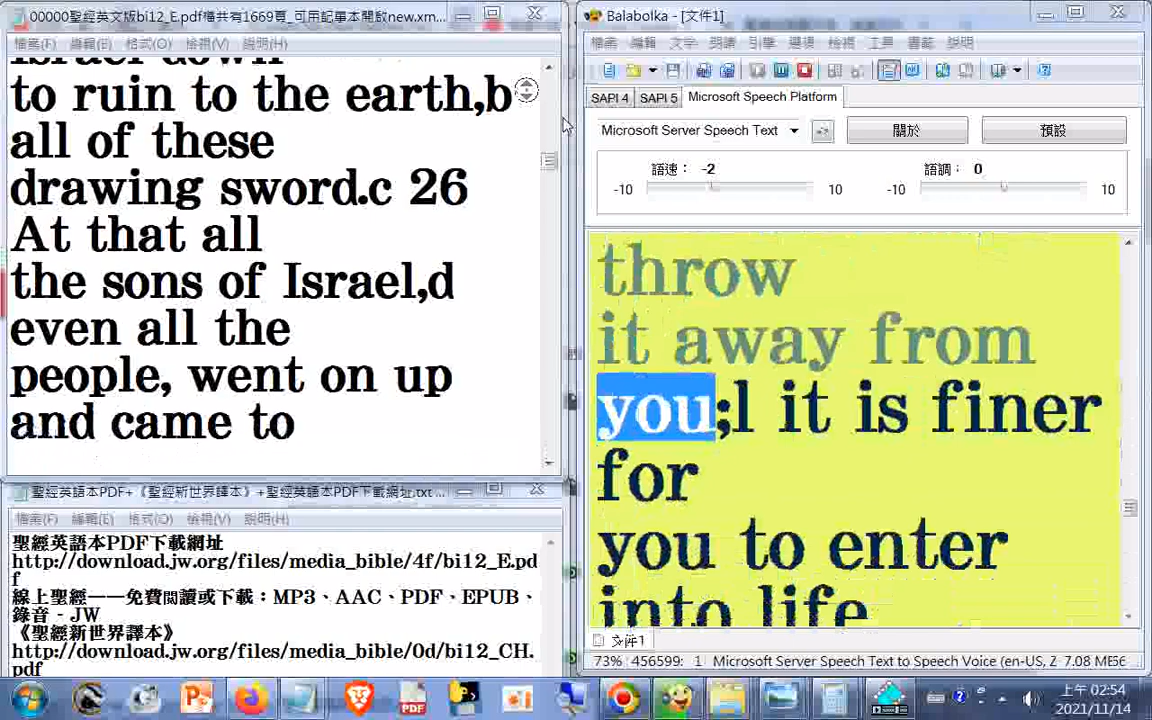 00000聖經英文版bi12_E.pdf檔共有1669頁_可用記事本開啟new.xm...
檔案(F) 編輯(E) 格式(O) 檢視(V) 說明(H)
Israel down
to ruin to the earth,b
all of these
drawing sword.c 26
At that all
the sons of Israel,d
even all the
people, went on up
and came to
聖經英語本PDF+《聖經新世界譯本》+聖經英語本PDF下載網址.txt ...
檔案(F) 編輯(E) 格式(O) 檢視(V) 說明(H)
聖經英語本PDF下載網址
http://download.jw.org/files/media_bible/4f/bi12_E.pd
f
線上聖經——免費閱讀或下載：MP3、AAC、PDF、EPUB、
錄音 - JW
《聖經新世界譯本》
http://download.jw.org/files/media_bible/0d/bi12_CH.
pdf
Balabolka - [文件1]
檔案 編輯 文字 朗讀 引擎 選項 檢視 工具 書籤 說明
SAPI 4 SAPI 5 Microsoft Speech Platform
Microsoft Server Speech Text 關於 預設
語速： -2 語調： 0
-10 10 -10 10
throw
it away from
you;l it is finer
for
you to enter
into life
文件1
73% 456599: 1 Microsoft Server Speech Text to Speech Voice (en-US, Z 7.08 ME56
PDF
上午 02:54
2021/11/14